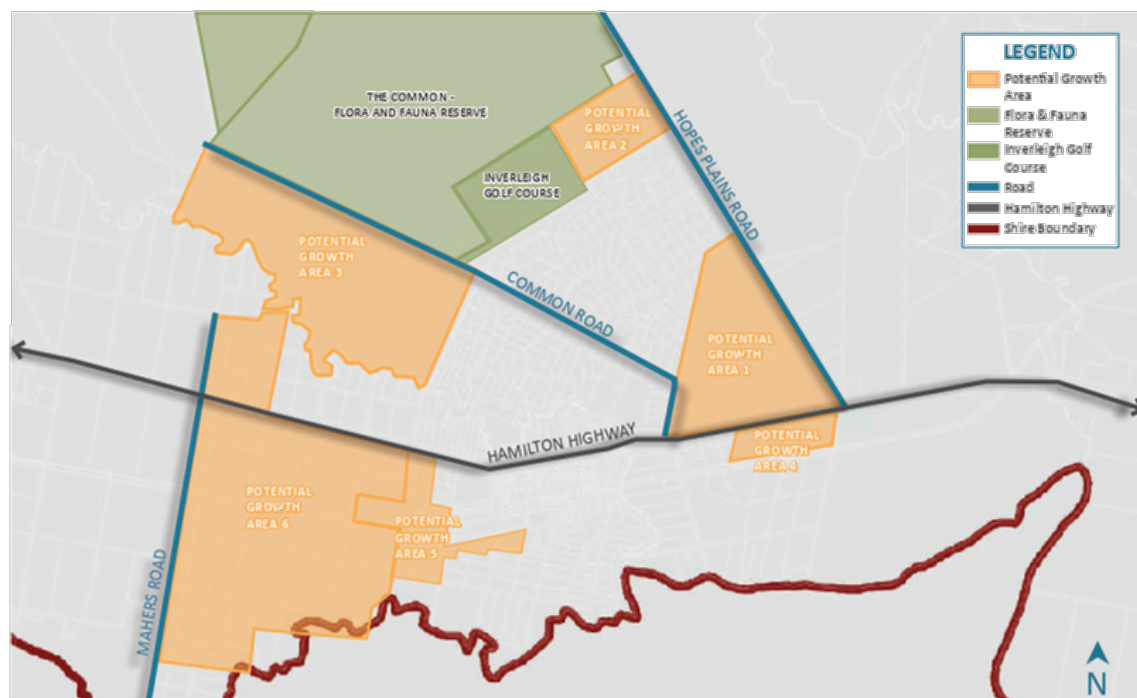 THE COMMON -
FLORA AND FAUNA RESERVE
POTENTIAL
GROWTH
AREA 2
HOPES PLAINS ROAD
INVERLEIGH
GOLF COURSE
LEGEND
Potential Growth
Area
Flora & Fauna
Reserve
Inverleigh Golf
Course
Road
Hamilton Highway
Shire Boundary
POTENTIAL
GROWTH
AREA 3
COMMON ROAD
POTENTIAL
GROWTH
AREA 1
HAMILTON HIGHWAY
POTENTIAL
GROWTH
AREA 4
POTENTIAL
GROWTH
AREA 6
POTENTIAL
GROWTH
AREA 5
MAHERS ROAD
N